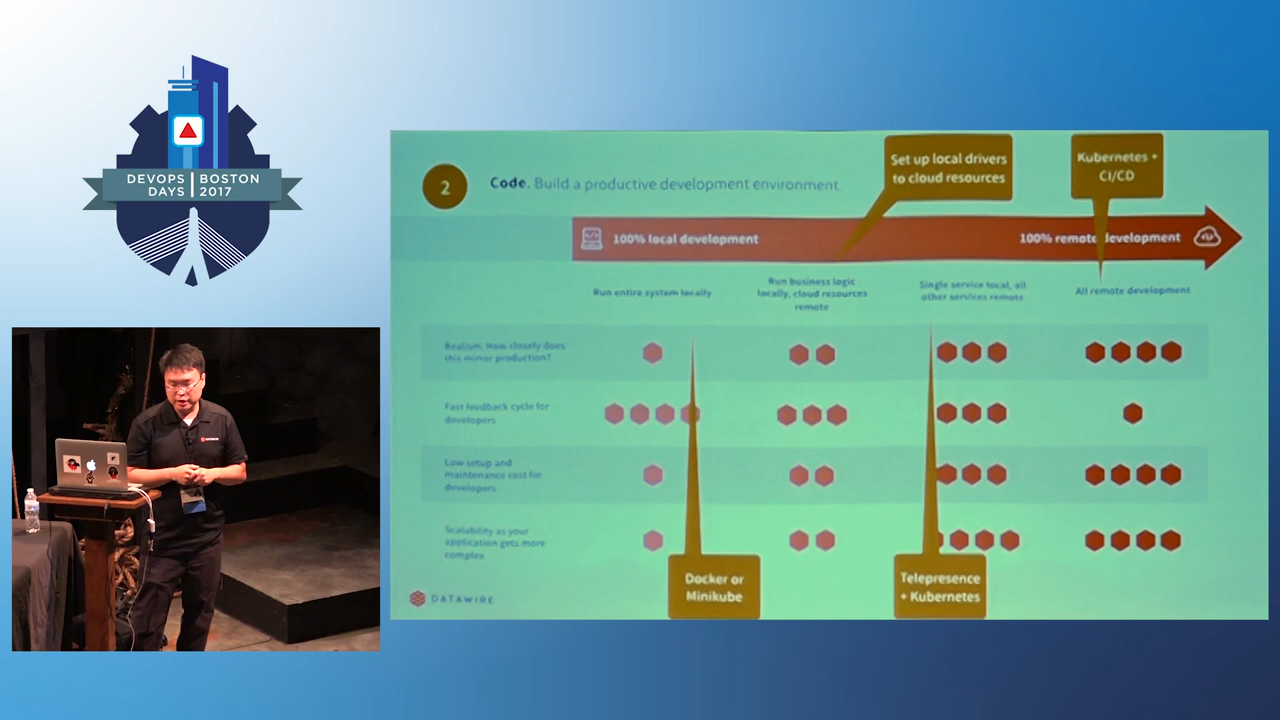 DEVOPS BOSTON
DAYS 2017
2
Code. Build a productive development environment.
Set up local drivers
to cloud resources
Kubernetes +
CI/CD
100% local development
100% remote development
Run entire system locally
Run business logic
locally, cloud resources
remote
Single service local, all
other services remote
All remote development
Realism: How closely does
this mirror production?
Fast feedback cycle for
developers
Low setup and
maintenance cost for
developers
Scalability as your
application gets more
complex
Docker or
Minikube
Telepresence
+ Kubernetes
DATAWIRE